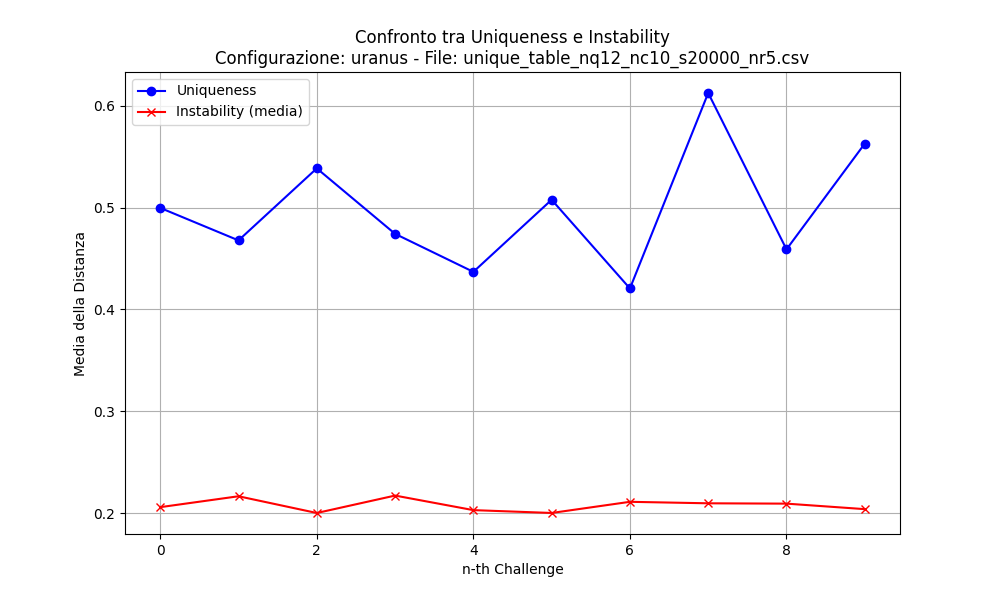 Confronto tra Uniqueness e Instability
Configurazione: uranus - File: unique_table_nq12_nc10_s20000_nr5.csv
Uniqueness
Instability (media)
Media della Distanza
0.6
0.5
0.4
0.3
0.2
0 2 4 6 8
n-th Challenge